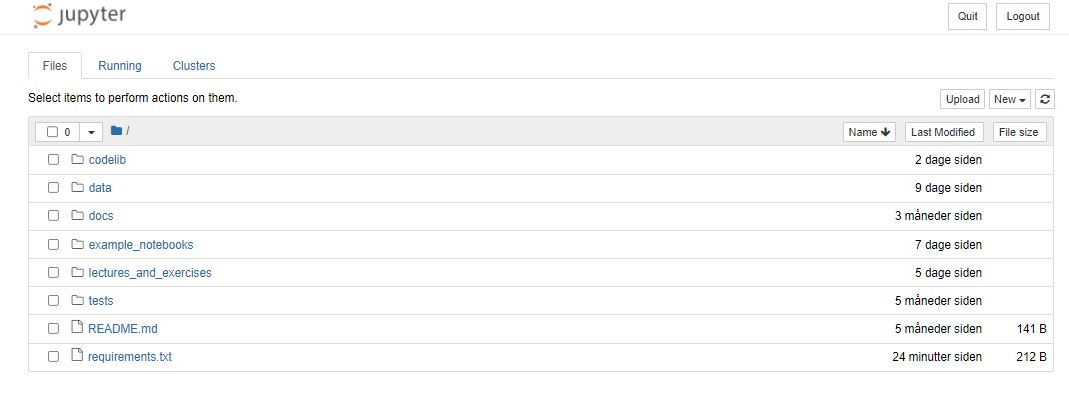 jupyter Quit Logout
Files Running Clusters
Select items to perform actions on them. Upload New
0 / Name Last Modified File size
codelib 2 dage siden
data 9 dage siden
docs 3 måneder siden
example_notebooks 7 dage siden
lectures_and_exercises 5 dage siden
tests 5 måneder siden
README.md 5 måneder siden 141 B
requirements.txt 24 minutter siden 212 B